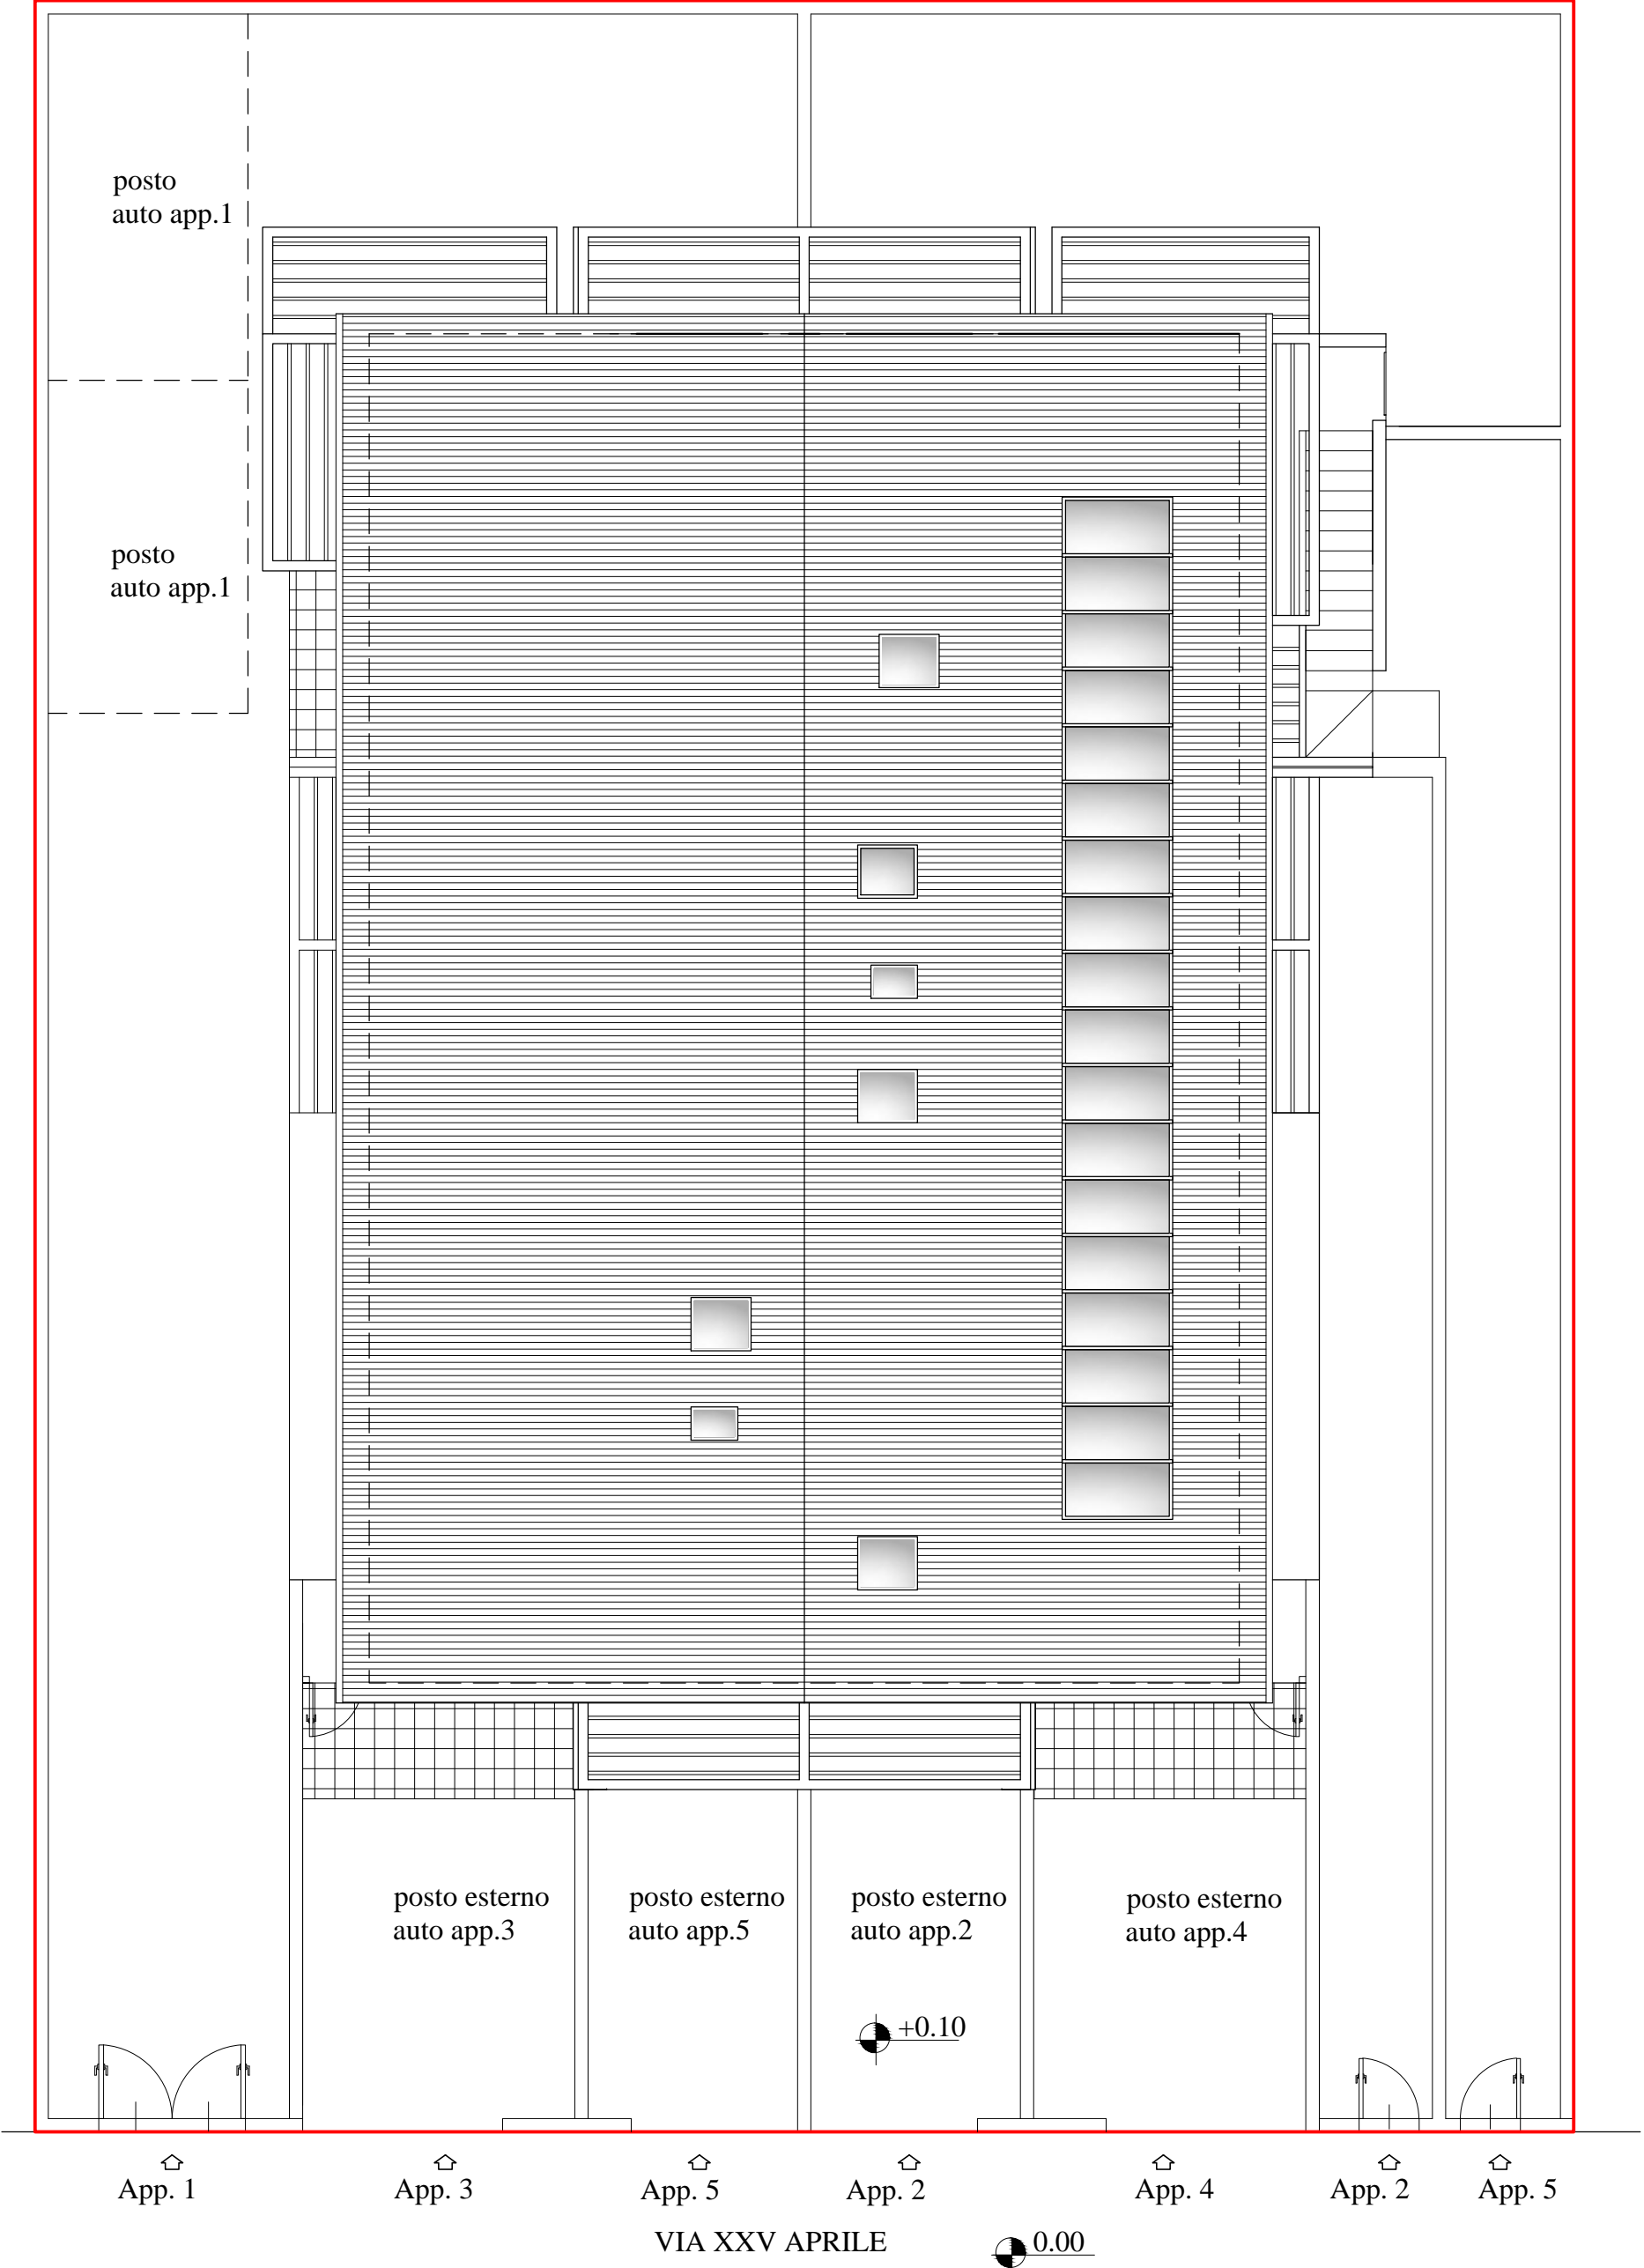 posto
auto app.1
posto
auto app.1
posto esterno
auto app.3
posto esterno
auto app.5
posto esterno
auto app.2
posto esterno
auto app.4
+0.10
App. 1
App. 3
App. 5
App. 2
App. 4
App. 2
App. 5
VIA XXV APRILE
0.00